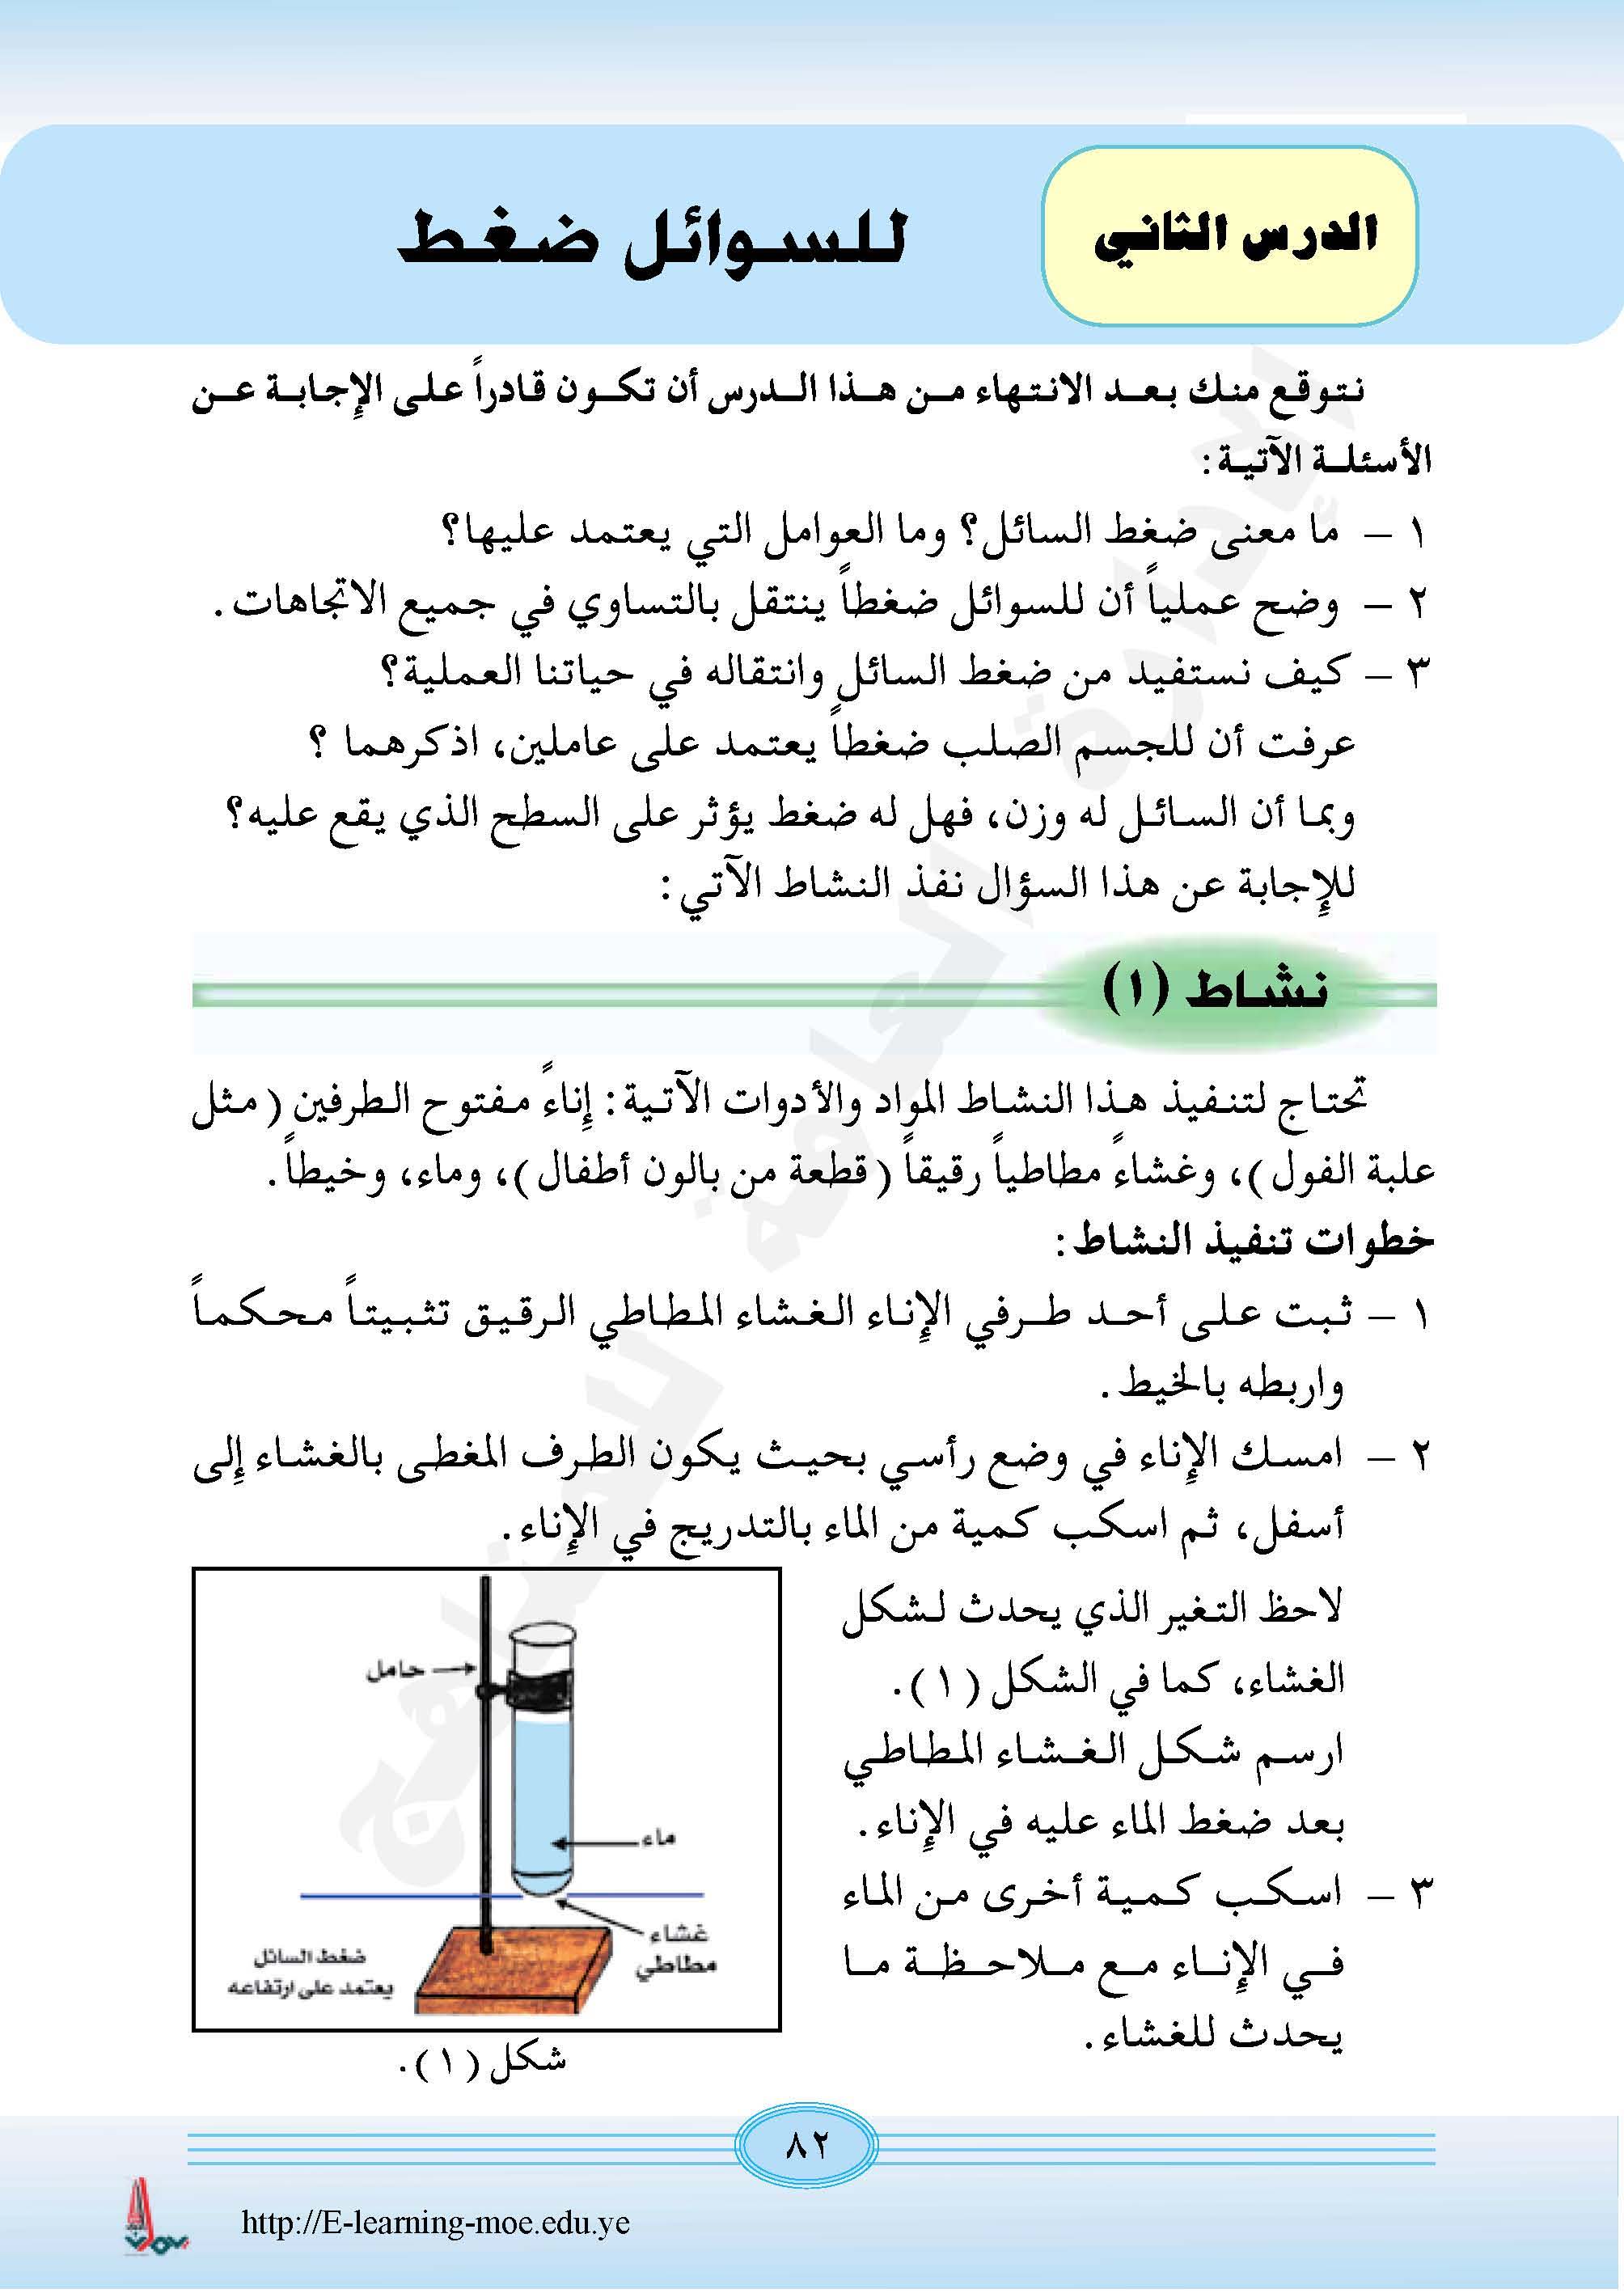 الدرس الثاني
للسوائل ضغط
نتوقع منك بعد الانتهاء من هذا الدرس أن تكون قادراً على الإجابة عن
الأسئلة الآتية:
١ - ما معنى ضغط السائل؟ وما العوامل التي يعتمد عليها؟
٢ - وضح عملياً أن للسوائل ضغطاً ينتقل بالتساوي في جميع الاتجاهات.
٣ - كيف نستفيد من ضغط السائل وانتقاله في حياتنا العملية؟
عرفت أن للجسم الصلب ضغطاً يعتمد على عاملين، اذكرهما ؟
وبما أن السائل له وزن، فهل له ضغط يؤثر على السطح الذي يقع عليه؟
للإجابة عن هذا السؤال نفذ النشاط الآتي:
نشاط (١)
تحتاج لتنفيذ هذا النشاط المواد والأدوات الآتية: إناءً مفتوح الطرفين (مثل
علبة الفول)، وغشاءً مطاطياً رقيقاً (قطعة من بالون أطفال)، وماء، وخيطاً.
خطوات تنفيذ النشاط:
١ - ثبت على أحد طرفي الإناء الغشاء المطاطي الرقيق تثبيتاً محكماً
واربطه بالخيط.
٢ - امسك الإناء في وضع رأسي بحيث يكون الطرف المغطى بالغشاء إلى
أسفل، ثم اسكب كمية من الماء بالتدريج في الإناء.
لاحظ التغير الذي يحدث لشكل
الغشاء، كما في الشكل (١).
ارسم شكل الغشاء المطاطي
بعد ضغط الماء عليه في الإناء.
٣ - اسكب كمية أخرى من الماء
في الإناء مع ملاحظة ما
يحدث للغشاء.
حامل
ماء
غشاء
مطاطي
ضغط السائل
يعتمد على ارتفاعه
شكل (١).
٨٢
http://E-learning-moe.edu.ye
الإدارة العامة للمناهج